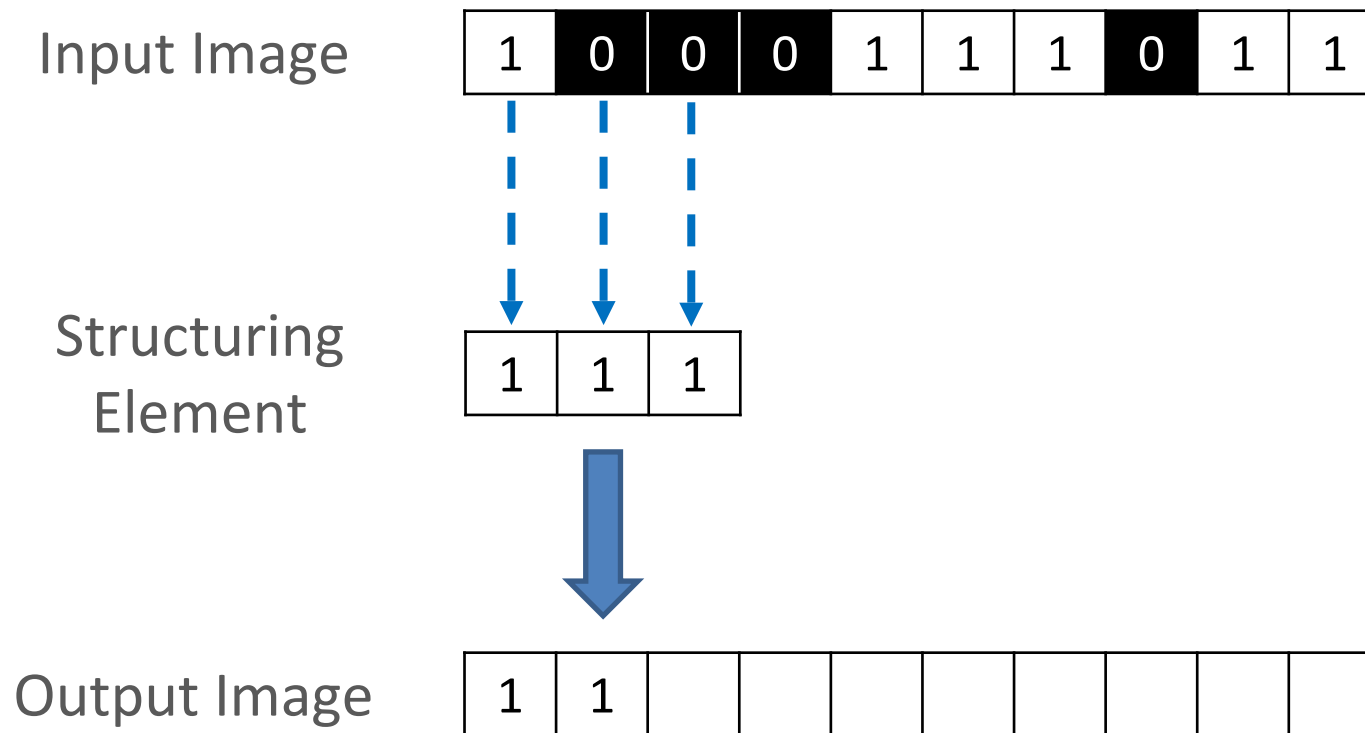 Input Image 1 0 0 0 1 1 1 0 1 1
Structuring
Element
1 1 1
Output Image 1 1